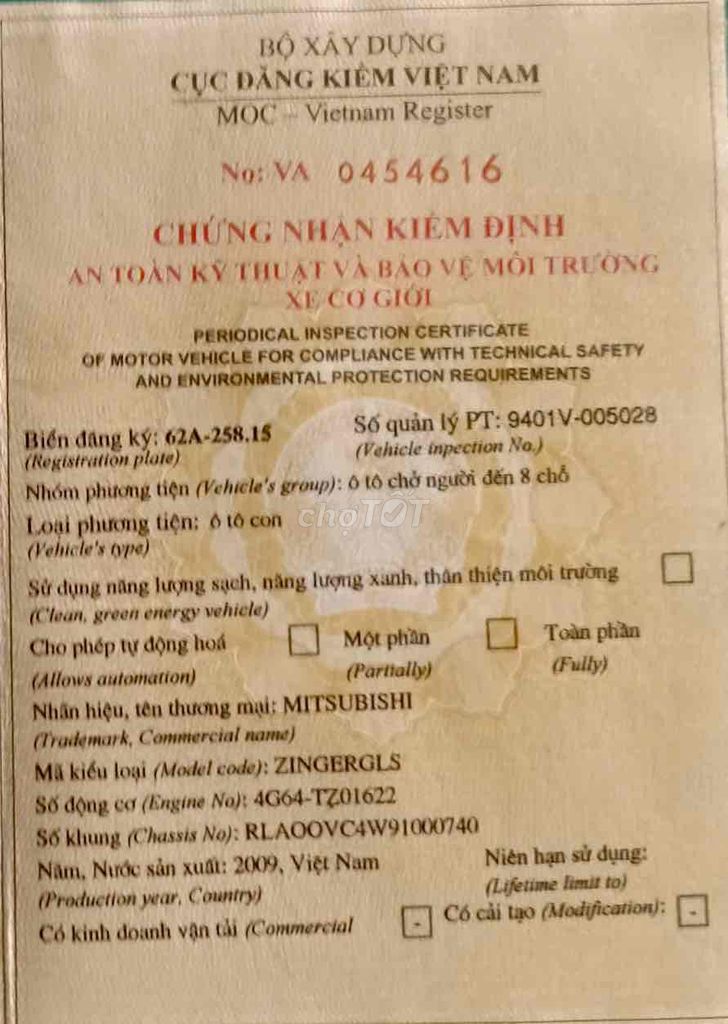 BỘ XÂY DỰNG
CỤC ĐĂNG KIỂM VIỆT NAM
MOC – Vietnam Register
No: VA 0454616
CHỨNG NHẬN KIỂM ĐỊNH
AN TOÀN KỸ THUẬT VÀ BẢO VỆ MÔI TRƯỜNG
XE CƠ GIỚI
PERIODICAL INSPECTION CERTIFICATE
OF MOTOR VEHICLE FOR COMPLIANCE WITH TECHNICAL SAFETY
AND ENVIRONMENTAL PROTECTION REQUIREMENTS
Biển đăng ký: 62A-258.15 Số quản lý PT: 9401V-005028
(Registration plate) (Vehicle inpection No.)
Nhóm phương tiện (Vehicle's group): ô tô chở người đến 8 chỗ
chợTỐT
Loại phương tiện: ô tô con
(Vehicle's type)
Sử dụng năng lượng sạch, năng lượng xanh, thân thiện môi trường
(Clean, green energy vehicle)
Cho phép tự động hoá Một phần Toàn phần
(Allows automation) (Partially) (Fully)
Nhãn hiệu, tên thương mại: MITSUBISHI
(Trademark, Commercial name)
Mã kiểu loại (Model code): ZINGERGLS
Số động cơ (Engine No): 4G64-TZ01622
Số khung (Chassis No): RLAOOVC4W91000740
Năm, Nước sản xuất: 2009, Việt Nam Niên hạn sử dụng:
(Production year, Country) (Lifetime limit to)
Có kinh doanh vận tải (Commercial - Có cải tạo (Modification): -